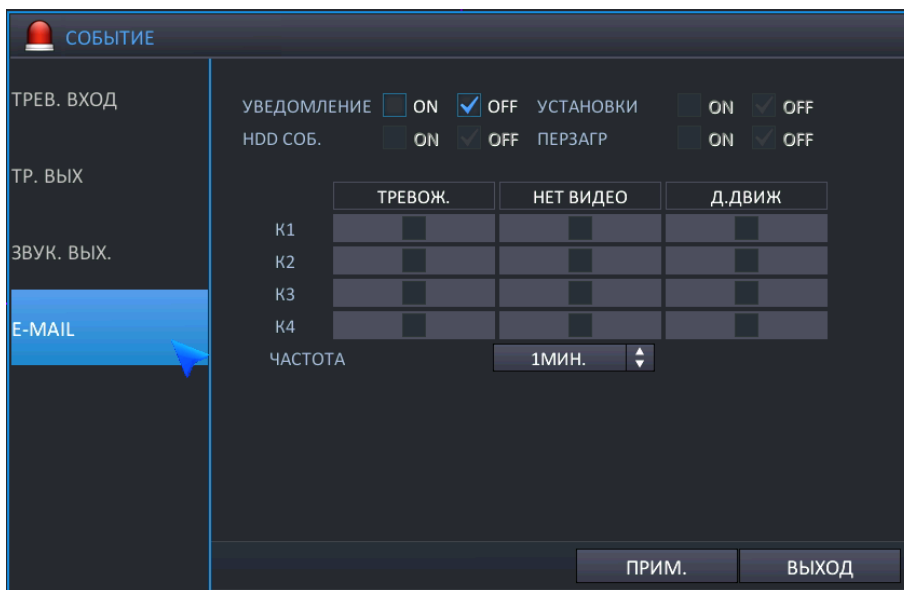 СОБЫТИЕ
ТРЕВ. ВХОД
ТР. ВЫХ
ЗВУК. ВЫХ.
E-MAIL
УВЕДОМЛЕНИЕ ON OFF УСТАНОВКИ ON OFF
HDD СОБ. ON OFF ПЕРЗАГР ON OFF
ТРЕВОЖ. НЕТ ВИДЕО Д.ДВИЖ
К1
К2
К3
К4
ЧАСТОТА 1МИН.
ПРИМ. ВЫХОД